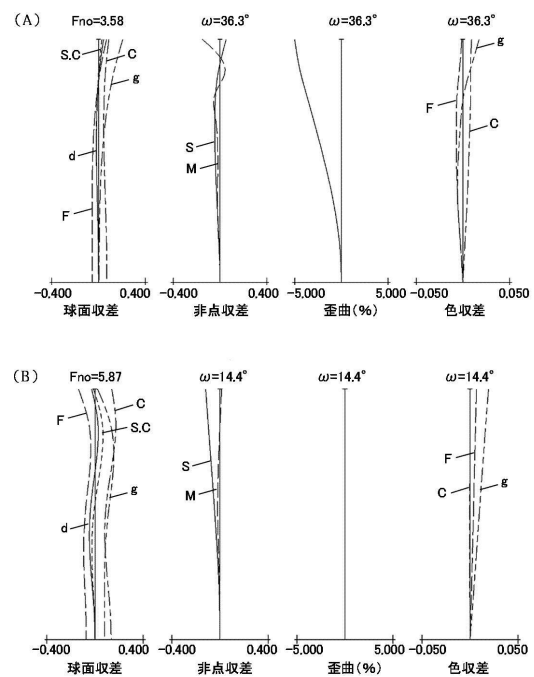 (A)
Fno=3.58 ω=36.3° ω=36.3° ω=36.3°
S.C C g
g
F
F
C
d
S
M
F
-0.400 0.400 -0.400 0.400 -5.000 5.000 -0.050 0.050
球面収差 非点収差 歪曲(%) 色収差
(B)
Fno=5.87 ω=14.4° ω=14.4° ω=14.4°
F C
S.C
S
F
M
C g
g
d
-0.400 0.400 -0.400 0.400 -5.000 5.000 -0.050 0.050
球面収差 非点収差 歪曲(%) 色収差